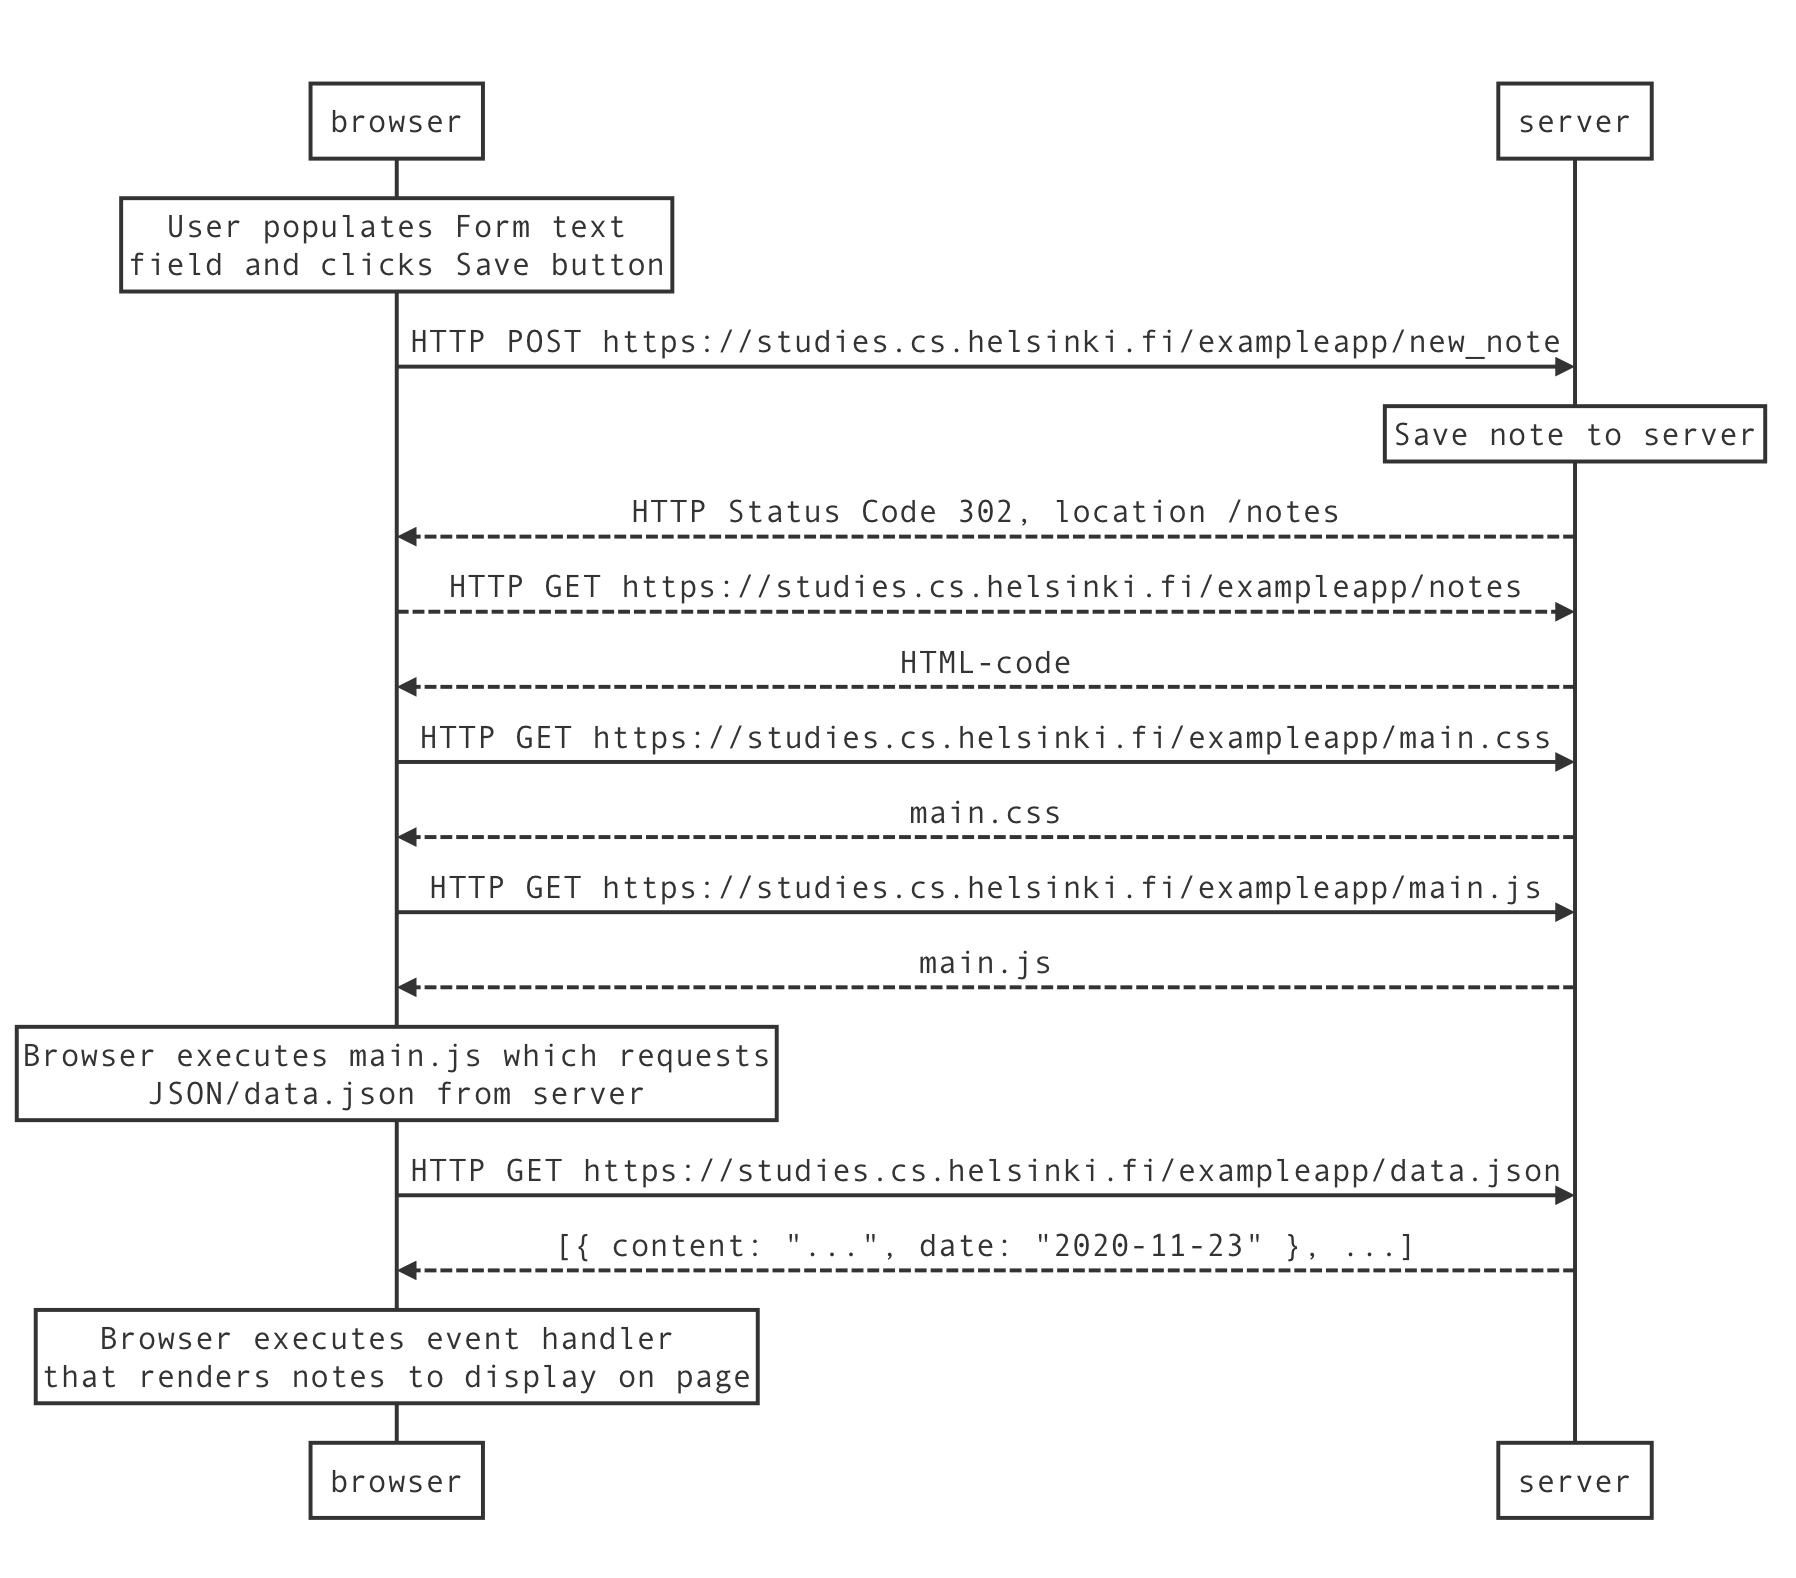 browser
server
User populates Form text
field and clicks Save button
HTTP POST https://studies.cs.helsinki.fi/exampleapp/new_note
Save note to server
HTTP Status Code 302, location /notes
HTTP GET https://studies.cs.helsinki.fi/exampleapp/notes
HTML-code
HTTP GET https://studies.cs.helsinki.fi/exampleapp/main.css
main.css
HTTP GET https://studies.cs.helsinki.fi/exampleapp/main.js
main.js
Browser executes main.js which requests
JSON/data.json from server
HTTP GET https://studies.cs.helsinki.fi/exampleapp/data.json
[{ content: "...", date: "2020-11-23" }, ...]
Browser executes event handler
that renders notes to display on page
browser
server